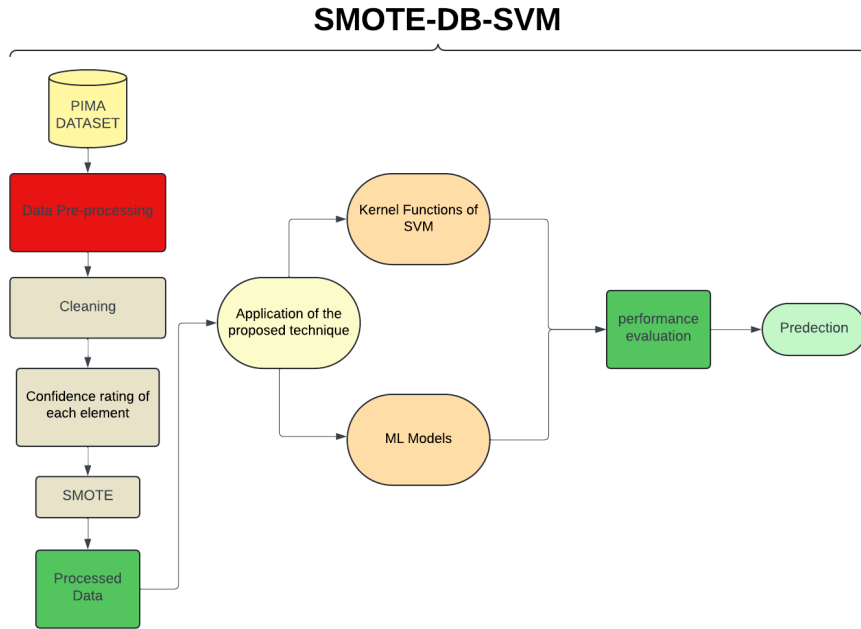 SMOTE-DB-SVM
PIMA
DATASET
Data Pre-processing
Cleaning
Confidence rating of
each element
SMOTE
Processed
Data
Application of the
proposed technique
Kernel Functions of
SVM
ML Models
performance
evaluation
Predection